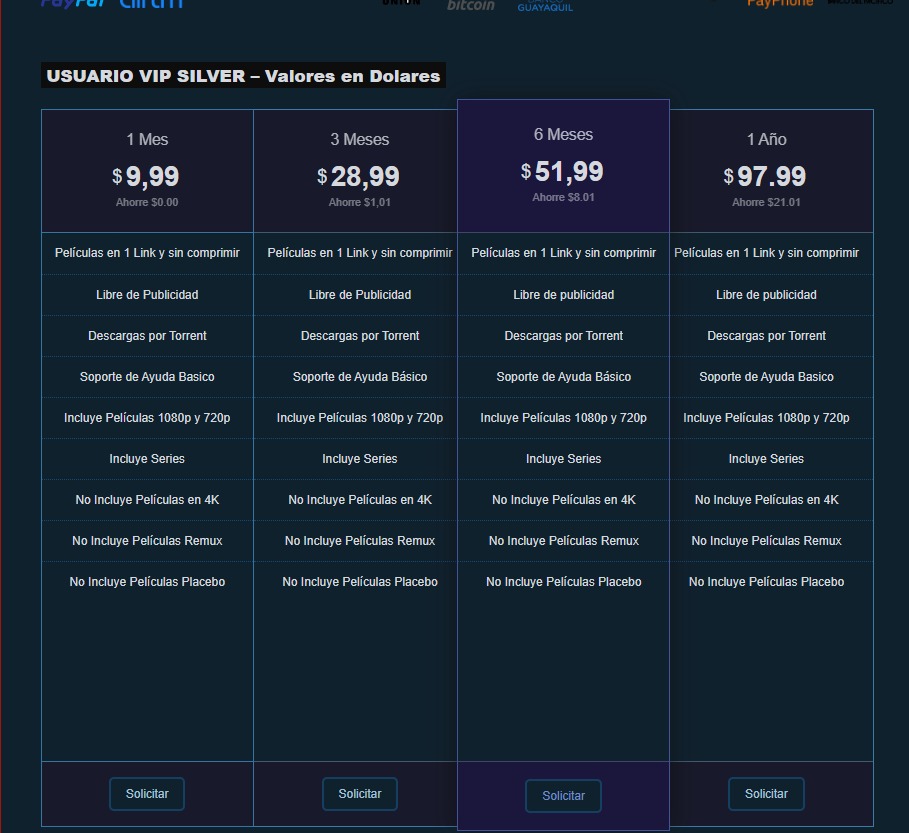 PayPal
airtm
UNION
bitcoin
BANCO
GUAYAQUIL
PayPhone
USUARIO VIP SILVER – Valores en Dolares
1 Mes
$9,99
Ahorre $0.00
Películas en 1 Link y sin comprimir
Libre de Publicidad
Descargas por Torrent
Soporte de Ayuda Basico
Incluye Películas 1080p y 720p
Incluye Series
No Incluye Películas en 4K
No Incluye Películas Remux
No Incluye Películas Placebo
Solicitar
3 Meses
$28,99
Ahorre $1,01
Películas en 1 Link y sin comprimir
Libre de Publicidad
Descargas por Torrent
Soporte de Ayuda Básico
Incluye Películas 1080p y 720p
Incluye Series
No Incluye Películas en 4K
No Incluye Películas Remux
No Incluye Películas Placebo
Solicitar
6 Meses
$51,99
Ahorre $8.01
Películas en 1 Link y sin comprimir
Libre de publicidad
Descargas por Torrent
Soporte de Ayuda Básico
Incluye Películas 1080p y 720p
Incluye Series
No Incluye Películas en 4K
No Incluye Películas Remux
No Incluye Películas Placebo
Solicitar
1 Año
$97.99
Ahorre $21.01
Películas en 1 Link y sin comprimir
Libre de publicidad
Descargas por Torrent
Soporte de Ayuda Basico
Incluye Películas 1080p y 720p
Incluye Series
No Incluye Películas en 4K
No Incluye Películas Remux
No Incluye Películas Placebo
Solicitar